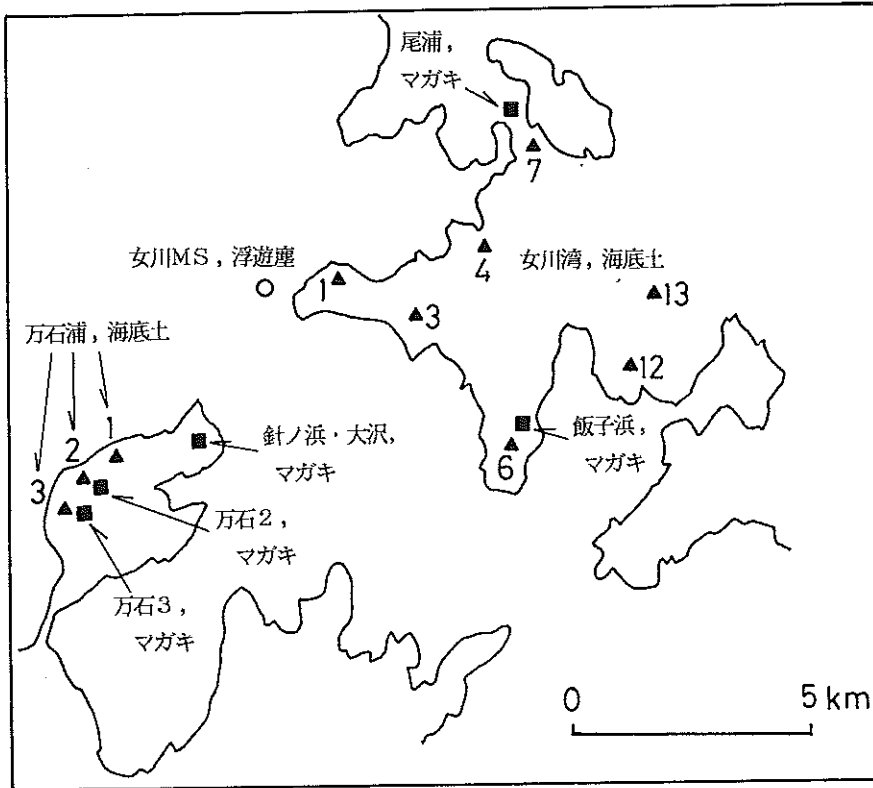 尾浦，
マガキ
7
女川MS，浮遊塵
4
女川湾，海底土
1
3
13
12
万石浦，海底土
1
2
3
針ノ浜・大沢，
マガキ
飯子浜，
マガキ
6
万石2，
マガキ
万石3，
マガキ
0
5km